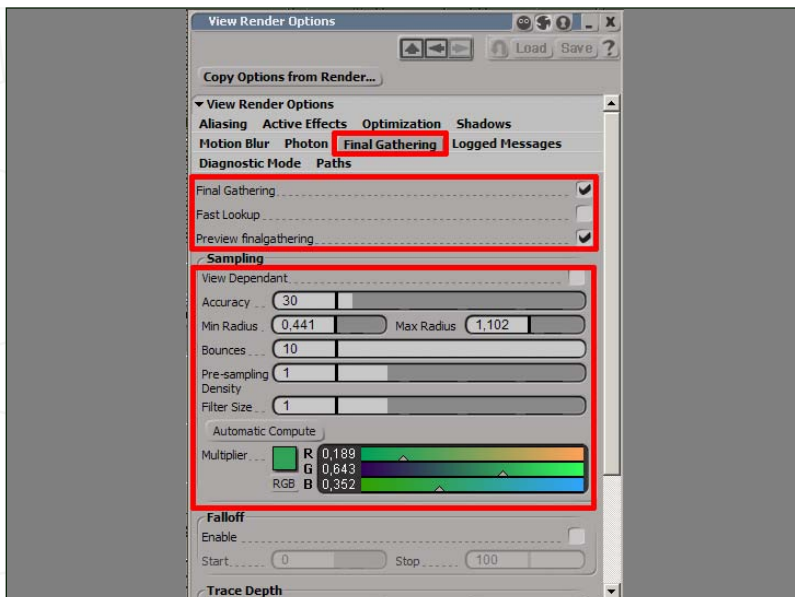 View Render Options
Load Save ?
Copy Options from Render...
View Render Options
Aliasing Active Effects Optimization Shadows
Motion Blur Photon Final Gathering Logged Messages
Diagnostic Mode Paths
Final Gathering
Fast Lookup
Preview finalgathering
Sampling
View Dependant
Accuracy 30
Min Radius 0,441 Max Radius 1,102
Bounces 10
Pre-sampling 1
Density
Filter Size 1
Automatic Compute
Multiplier R 0,189
G 0,643
RGB B 0,352
Falloff
Enable
Start 0 Stop 100
Trace Depth